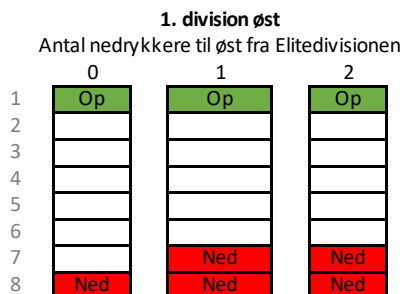 1. division øst
Antal nedrykkere til øst fra Elitedivisionen
0 1 2
1 Op Op Op
2
3
4
5
6
7 Ned Ned
8 Ned Ned Ned